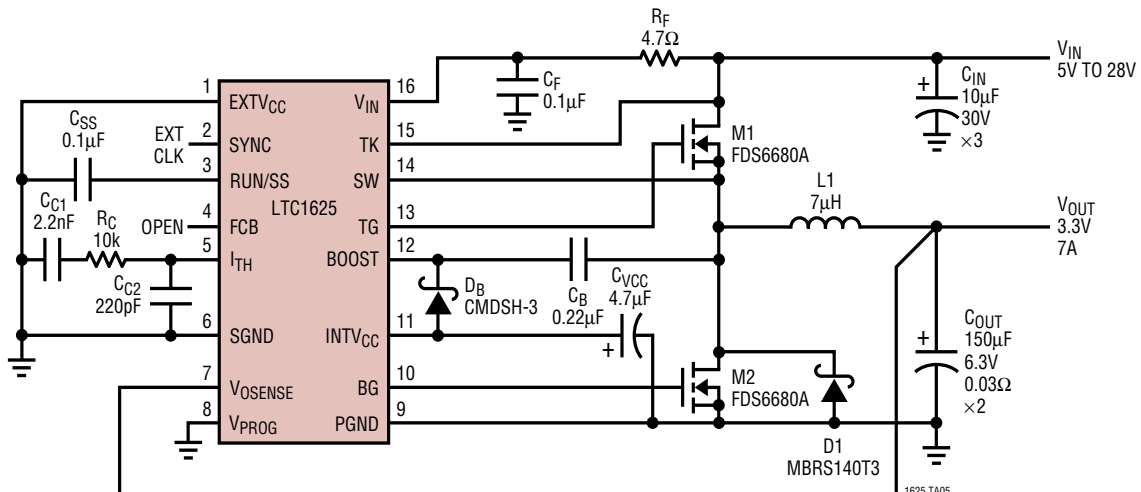 RF
4.7Ω
CF
0.1µF
VIN
5V TO 28V
+
CIN
10µF
30V
×3
1
EXTVCC
VIN
16
CSS
0.1µF
EXT
CLK
2
SYNC
TK
15
M1
FDS6680A
3
RUN/SS
SW
14
LTC1625
CC1
2.2nF
RC
10k
OPEN
4
FCB
TG
13
L1
7µH
VOUT
3.3V
7A
5
ITH
BOOST
12
CC2
220pF
DB
CMDSH-3
CB
0.22µF
CVCC
4.7µF
+
6
SGND
INTVCC
11
+
COUT
150µF
6.3V
0.03Ω
×2
7
VOSENSE
BG
10
M2
FDS6680A
8
VPROG
PGND
9
D1
MBRS140T3
1625 TA05